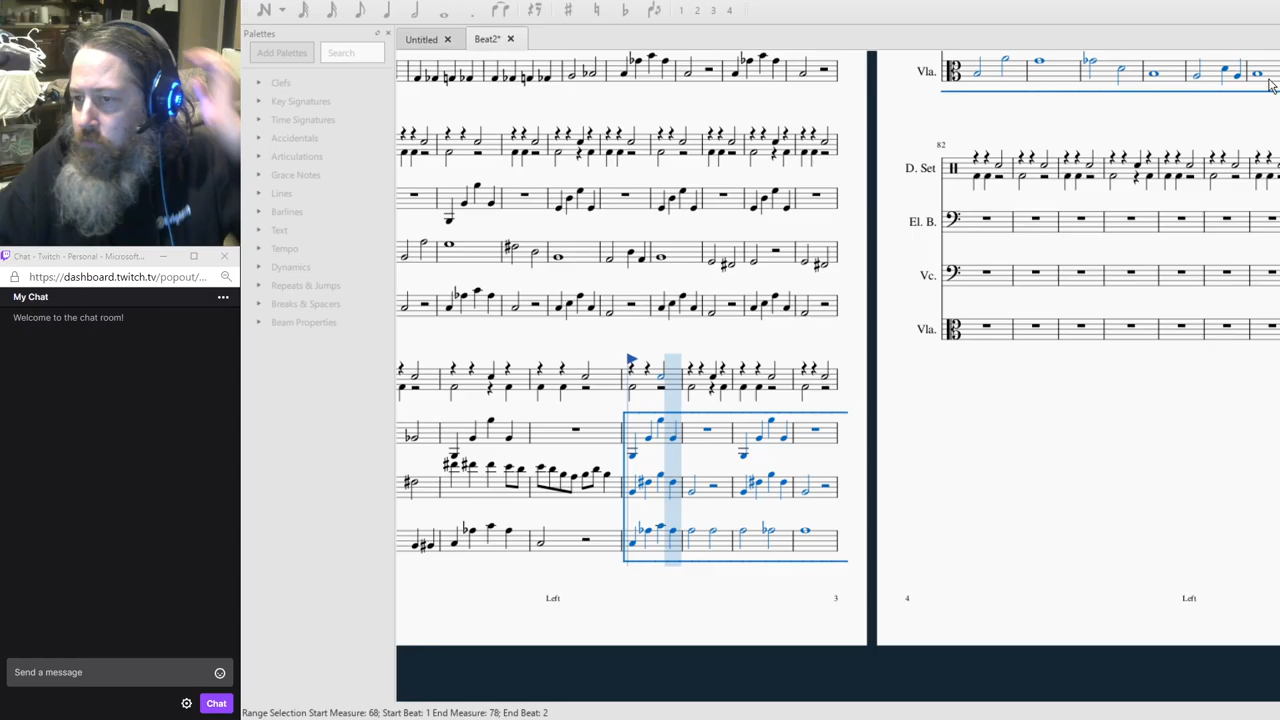 1 2 3 4
Palettes
Untitled
Beat2*
Add Palettes
Search
Clefs
Key Signatures
Time Signatures
Accidentals
Articulations
Grace Notes
Lines
Barlines
Text
Tempo
Dynamics
Repeats & Jumps
Breaks & Spacers
Beam Properties
Vla.
82
D. Set
El. B.
Vc.
Vla.
Left
3
4
Left
Chat - Twitch - Personal - Microsoft...
https://dashboard.twitch.tv/popout/...
My Chat
Welcome to the chat room!
Send a message
Chat
Range Selection Start Measure: 68; Start Beat: 1 End Measure: 78; End Beat: 2